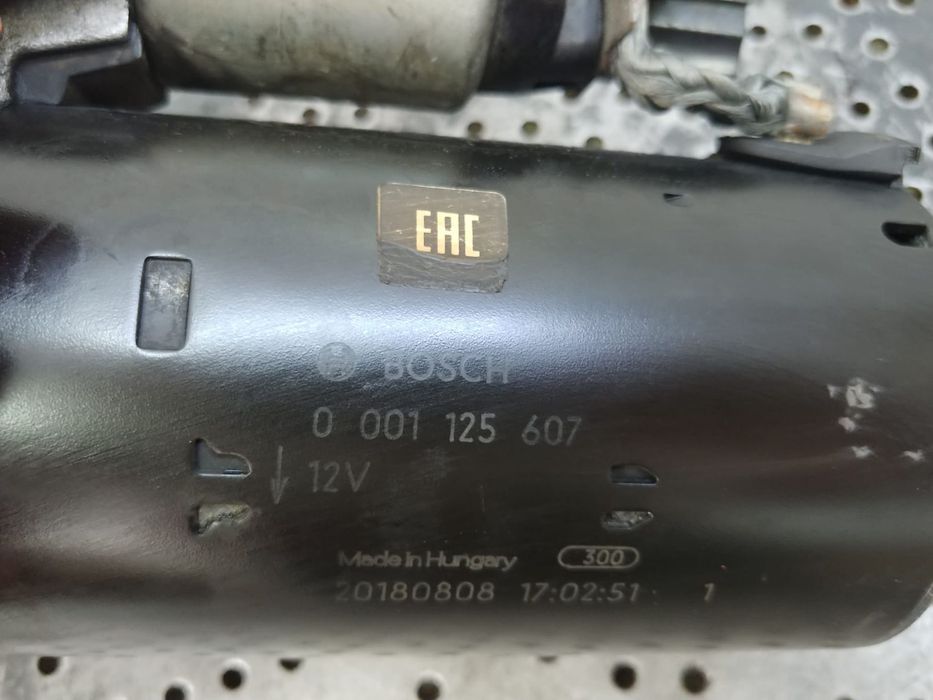 EAC
BOSCH
0 001 125 607
12V
Made in Hungary 300
20180808 17:02:51 1